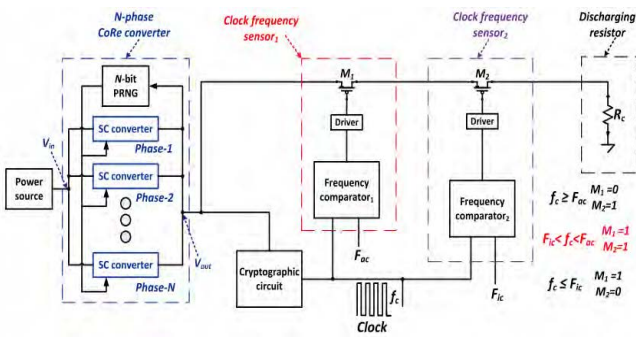 N-phase
CoRe converter
Clock frequency
sensor1
Clock frequency
sensor2
Discharging
resistor
N-bit
PRNG
M1
M2
SC converter
Phase-1
Driver
Driver
Rc
Vin
SC converter
Phase-2
Power
source
Frequency
comparator1
Frequency
comparator2
fc ≥ Fac M1=0
M2=1
Fic< fc<Fac M1=1
M2=1
fc ≤ Fic M1=1
M2=0
SC converter
Phase-N
Vout
Fac
Fic
Cryptographic
circuit
fc
Clock